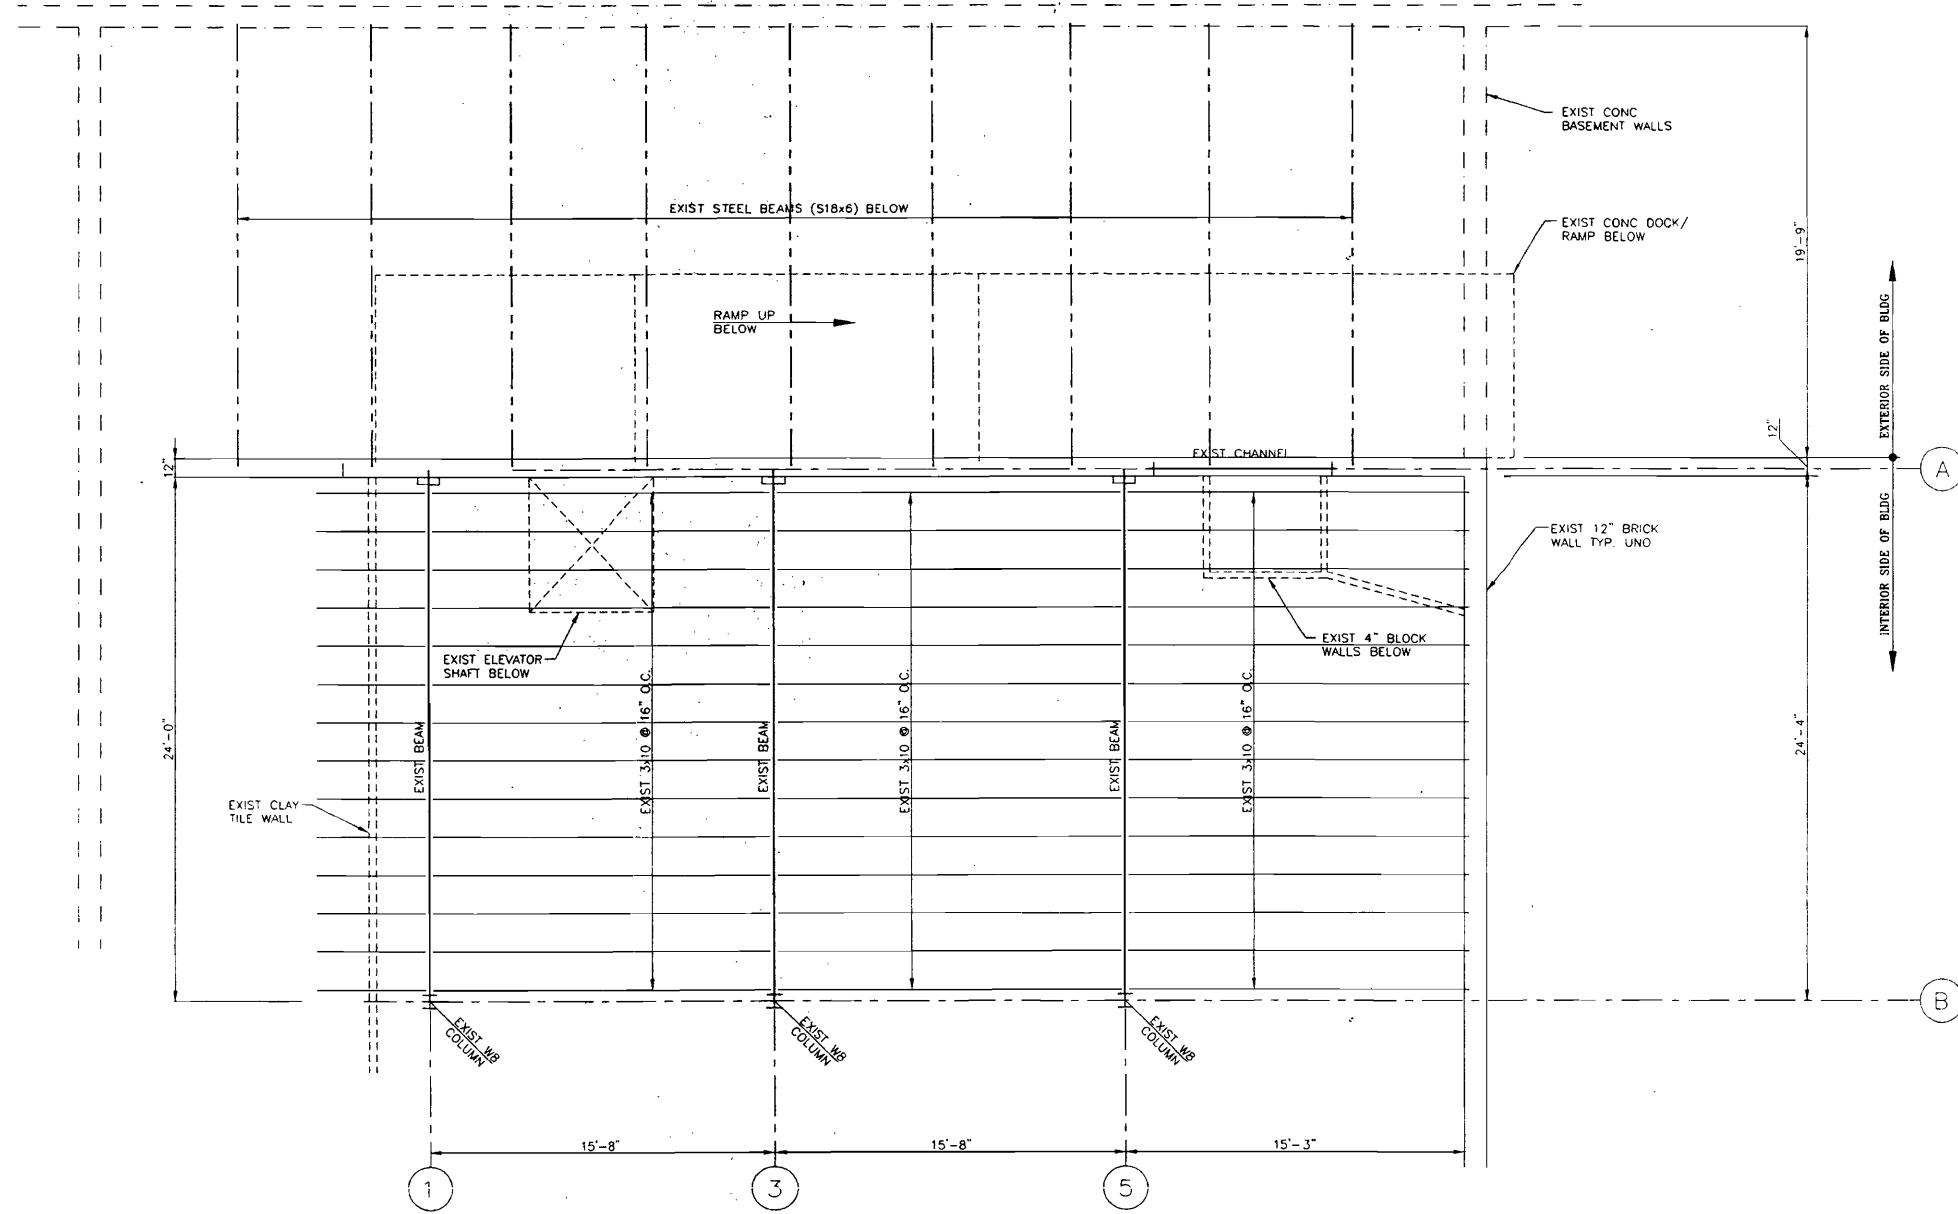 EXIST CONC
BASEMENT WALLS
EXIST STEEL BEAMS (S18x6) BELOW
EXIST CONC DOCK/
RAMP BELOW
19'-9"
RAMP UP
BELOW
EXTERIOR SIDE OF BLDG
12"
12"
EXIST CHANNEL
A
INTERIOR SIDE OF BLDG
EXIST 12" BRICK
WALL TYP. UNO
EXIST ELEVATOR
SHAFT BELOW
EXIST 4" BLOCK
WALLS BELOW
24'-0"
EXIST BEAM
EXIST 3x10 @ 16" O.C.
EXIST BEAM
EXIST 3x10 @ 16" O.C.
EXIST BEAM
EXIST 3x10 @ 16" O.C.
24'-4"
EXIST CLAY
TILE WALL
B
EXIST W8
COLUMN
EXIST W8
COLUMN
EXIST W8
COLUMN
15'-8"
15'-8"
15'-3"
1
3
5